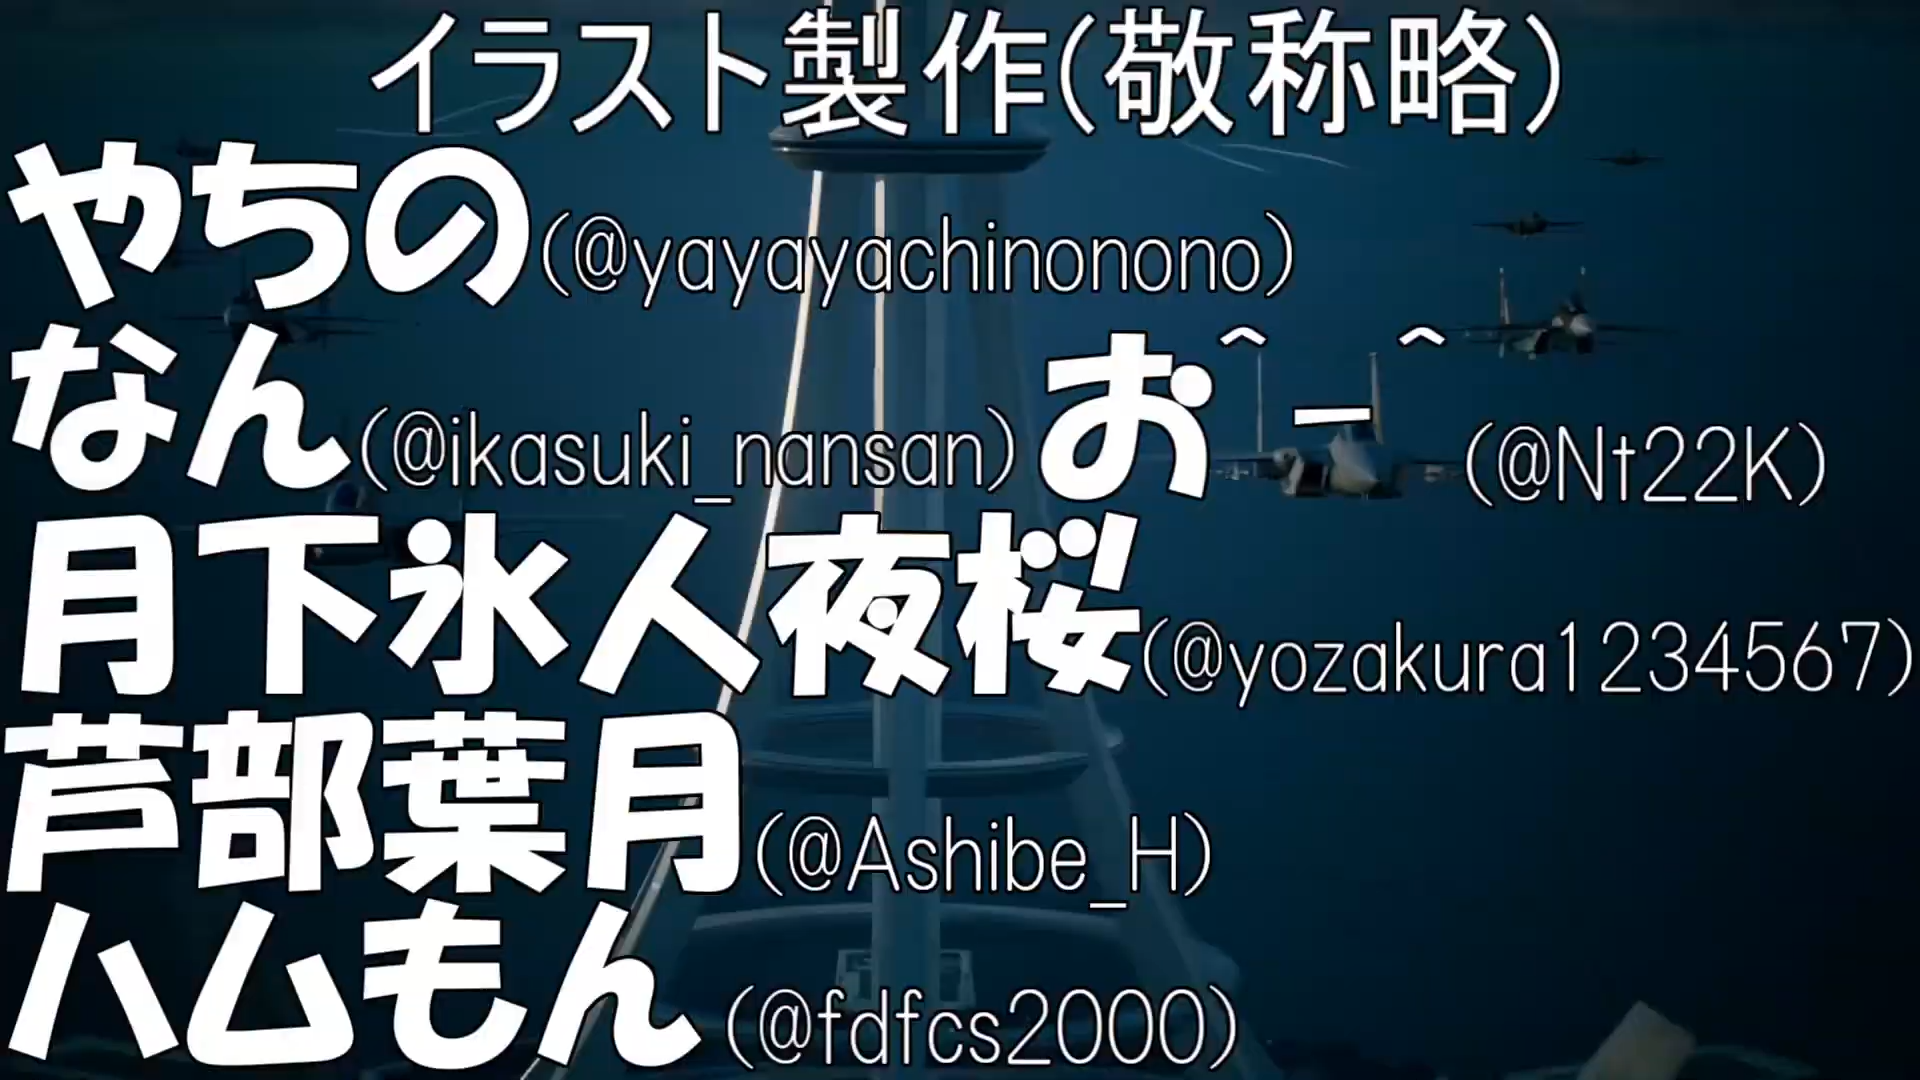 イラスト製作(敬称略)
やちの(@yayayachinonono)
なん(@ikasuki_nansan) お^ - ^(@Nt22K)
月下氷人夜桜(@yozakura1234567)
芦部葉月(@Ashibe_H)
ハムもん(@fdfcs2000)